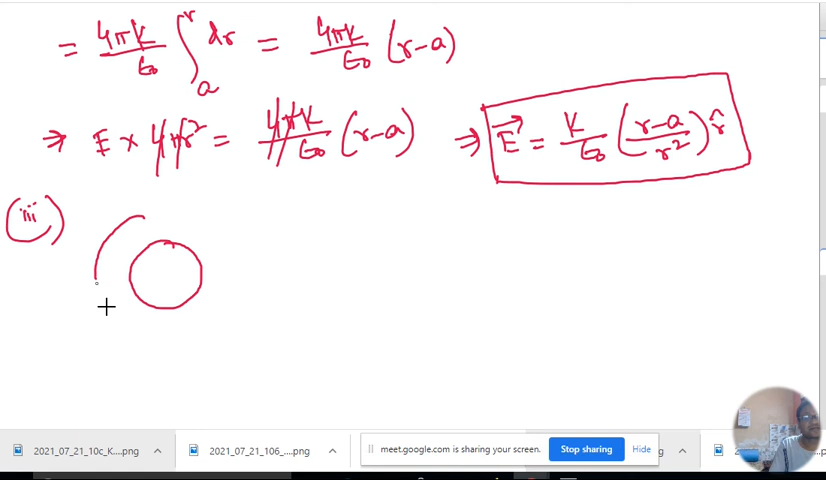 = 4πk/ε₀ ∫ₐʳ dr = 4πk/ε₀ (r-a)
⇒ E × 4πr² = 4πk/ε₀ (r-a) ⇒ E⃗ = k/ε₀ (r-a/r²) r̂
(iii)
2021_07_21_10c_K....png
2021_07_21_106_....png
meet.google.com is sharing your screen.
Stop sharing
Hide